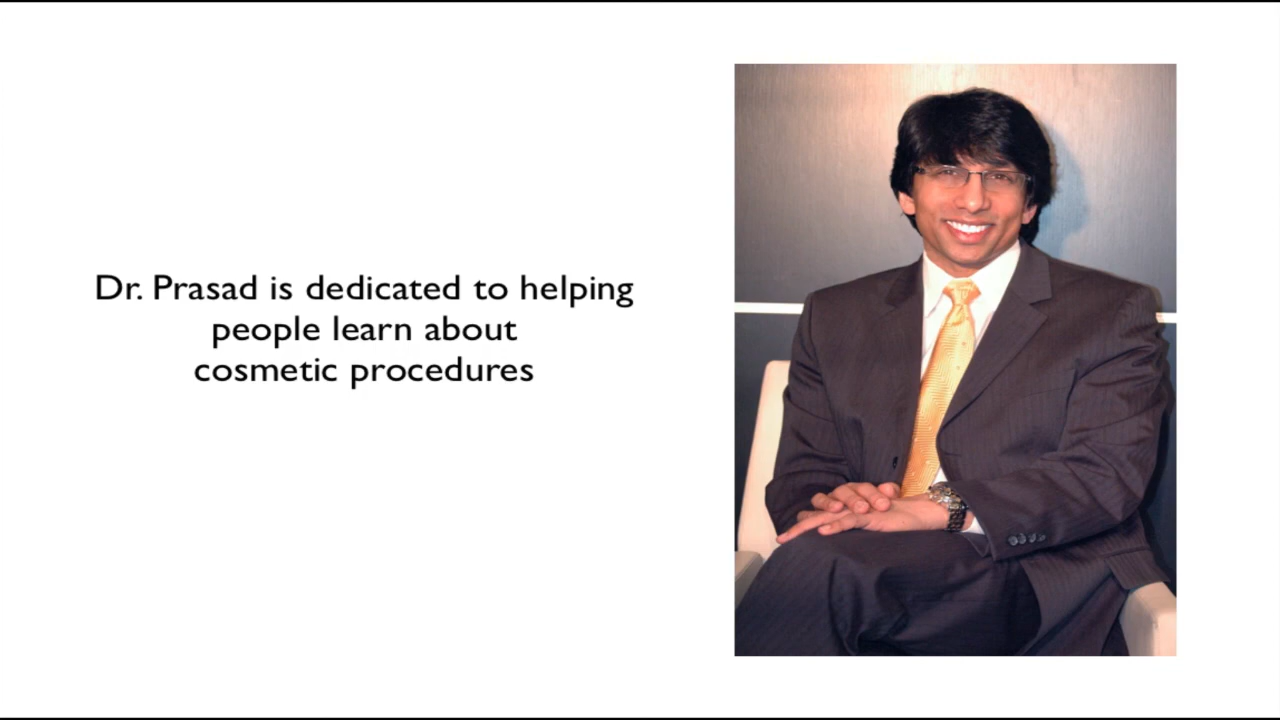 Dr. Prasad is dedicated to helping
people learn about
cosmetic procedures